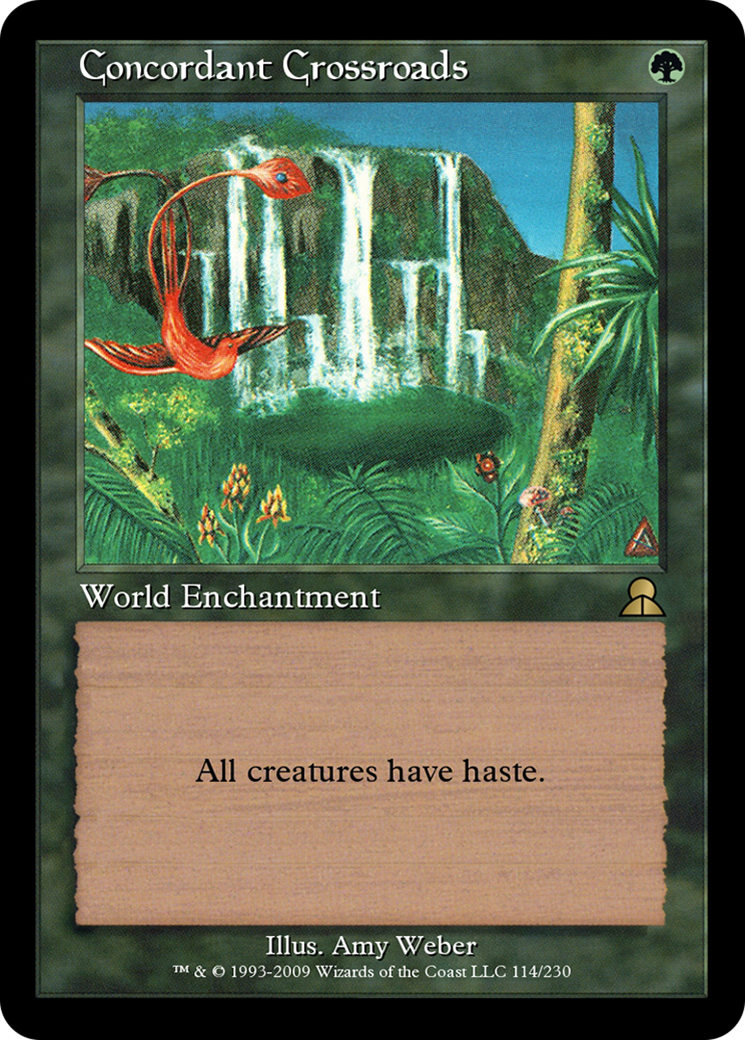 Concordant Crossroads
World Enchantment
All creatures have haste.
Illus. Amy Weber
™ & © 1993-2009 Wizards of the Coast LLC 114/230